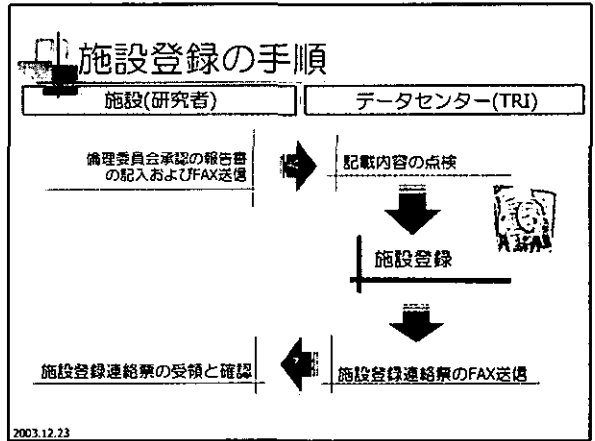 施設登録の手順
施設(研究者)
データセンター(TRI)
倫理委員会承認の報告書
の記入およびFAX送信
記載内容の点検
施設登録
施設登録連絡票のFAX送信
施設登録連絡票の受領と確認
2003.12.23